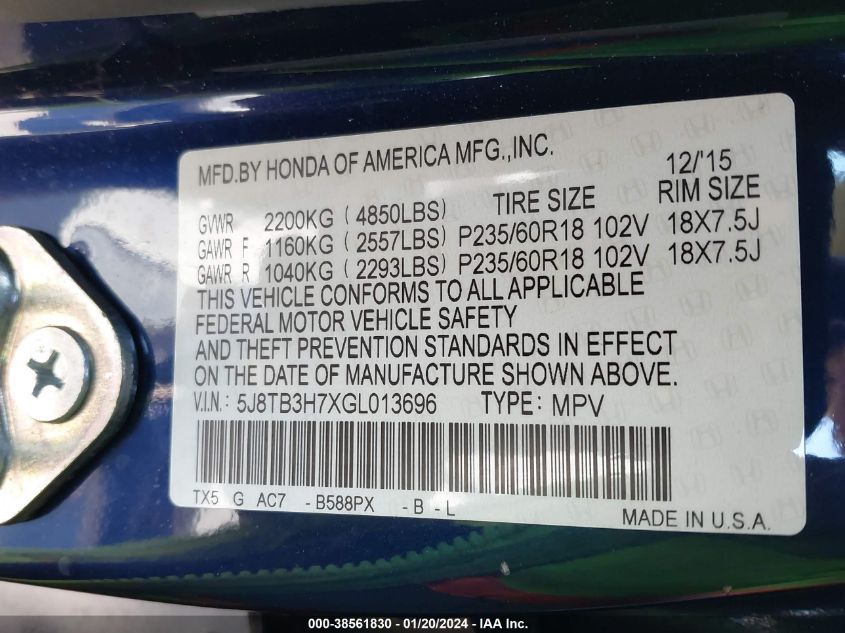 MFD.BY HONDA OF AMERICA MFG.,INC. 12/'15
TIRE SIZE RIM SIZE
GVWR 2200KG ( 4850LBS)
GAWR F 1160KG ( 2557LBS) P235/60R18 102V 18X7.5J
GAWR R 1040KG ( 2293LBS) P235/60R18 102V 18X7.5J
THIS VEHICLE CONFORMS TO ALL APPLICABLE
FEDERAL MOTOR VEHICLE SAFETY
AND THEFT PREVENTION STANDARDS IN EFFECT
ON THE DATE OF MANUFACTURE SHOWN ABOVE.
V.I.N.: 5J8TB3H7XGL013696 TYPE: MPV
TX5 G AC7 -B588PX -B - L
MADE IN U.S.A.
000-38561830 - 01/20/2024 - IAA Inc.